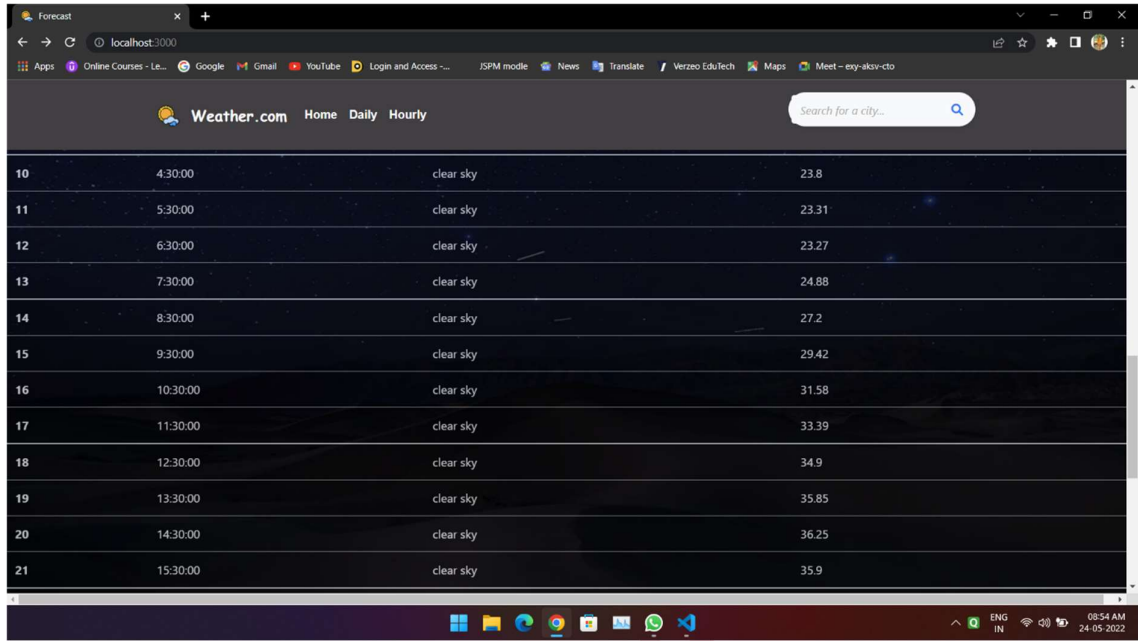 Forecast
localhost:3000
Apps Online Courses - Le... Google Gmail YouTube Login and Access -... JSPM modle News Translate Verzeo EduTech Maps Meet – exy-aksv-cto
Weather.com Home Daily Hourly Search for a city...
10 4:30:00 clear sky 23.8
11 5:30:00 clear sky 23.31
12 6:30:00 clear sky 23.27
13 7:30:00 clear sky 24.88
14 8:30:00 clear sky 27.2
15 9:30:00 clear sky 29.42
16 10:30:00 clear sky 31.58
17 11:30:00 clear sky 33.39
18 12:30:00 clear sky 34.9
19 13:30:00 clear sky 35.85
20 14:30:00 clear sky 36.25
21 15:30:00 clear sky 35.9
ENG 08:54 AM
IN 24-05-2022